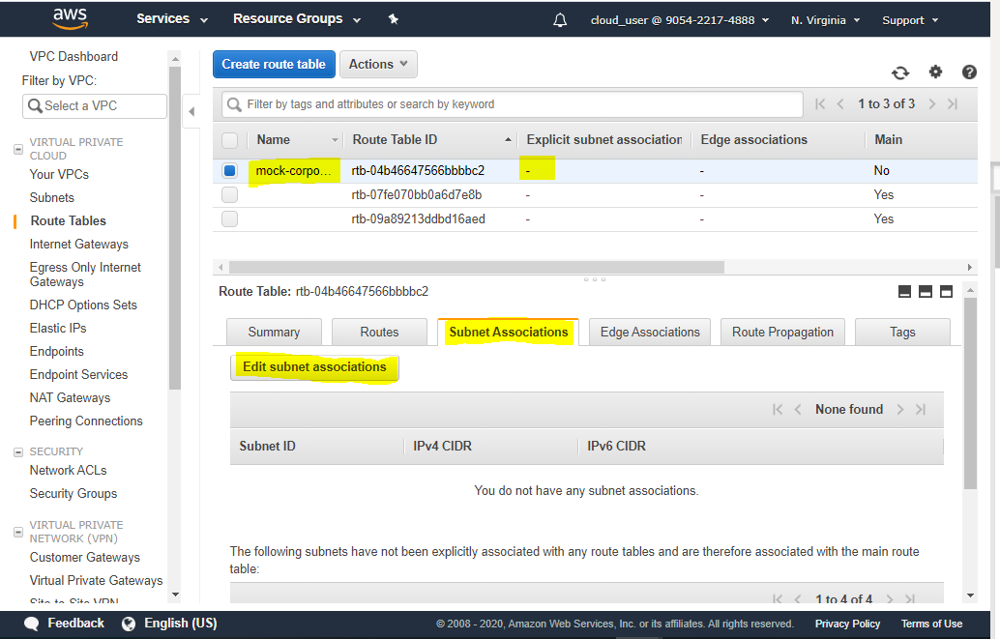 aws
Services
Resource Groups
cloud_user @ 9054-2217-4888
N. Virginia
Support
VPC Dashboard
Filter by VPC:
Select a VPC
VIRTUAL PRIVATE
CLOUD
Your VPCs
Subnets
Route Tables
Internet Gateways
Egress Only Internet
Gateways
DHCP Options Sets
Elastic IPs
Endpoints
Endpoint Services
NAT Gateways
Peering Connections
SECURITY
Network ACLs
Security Groups
VIRTUAL PRIVATE
NETWORK (VPN)
Customer Gateways
Virtual Private Gateways
Site-to-Site VPN
Create route table
Actions
Filter by tags and attributes or search by keyword
1 to 3 of 3
Name Route Table ID Explicit subnet association Edge associations Main
mock-corpo... rtb-04b46647566bbbbc2 - - No
rtb-07fe070bb0a6d7e8b - - Yes
rtb-09a89213ddbd16aed - - Yes
Route Table: rtb-04b46647566bbbbc2
Summary Routes Subnet Associations Edge Associations Route Propagation Tags
Edit subnet associations
None found
Subnet ID IPv4 CIDR IPv6 CIDR
You do not have any subnet associations.
The following subnets have not been explicitly associated with any route tables and are therefore associated with the main route
table:
1 to 4 of 4
Feedback
English (US)
© 2008 - 2020, Amazon Web Services, Inc. or its affiliates. All rights reserved.
Privacy Policy
Terms of Use